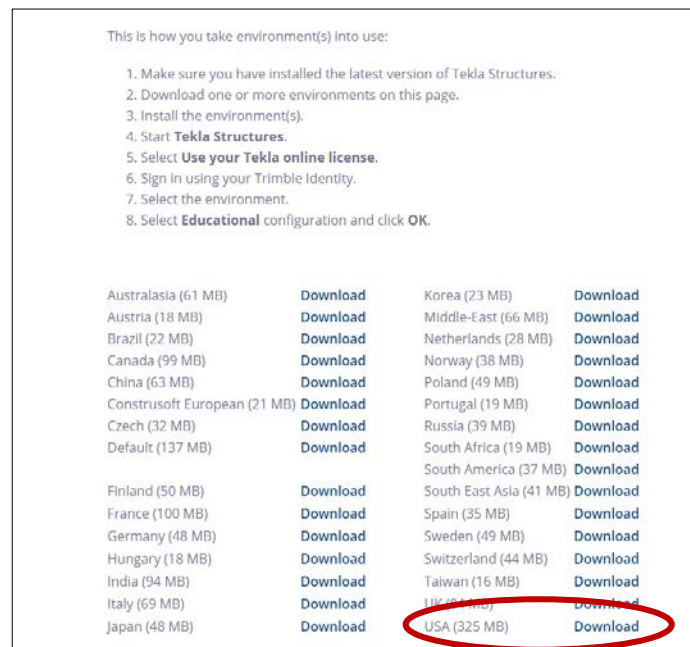 This is how you take environment(s) into use:
1. Make sure you have installed the latest version of Tekla Structures.
2. Download one or more environments on this page.
3. Install the environment(s).
4. Start Tekla Structures.
5. Select Use your Tekla online license.
6. Sign in using your Trimble Identity.
7. Select the environment.
8. Select Educational configuration and click OK.
Australasia (61 MB) Download
Austria (18 MB) Download
Brazil (22 MB) Download
Canada (99 MB) Download
China (63 MB) Download
Construsoft European (21 MB) Download
Czech (32 MB) Download
Default (137 MB) Download
Finland (50 MB) Download
France (100 MB) Download
Germany (48 MB) Download
Hungary (18 MB) Download
India (94 MB) Download
Italy (69 MB) Download
Japan (48 MB) Download
Korea (23 MB) Download
Middle-East (66 MB) Download
Netherlands (28 MB) Download
Norway (38 MB) Download
Poland (49 MB) Download
Portugal (19 MB) Download
Russia (39 MB) Download
South Africa (19 MB) Download
South America (37 MB) Download
South East Asia (41 MB) Download
Spain (35 MB) Download
Sweden (49 MB) Download
Switzerland (44 MB) Download
Taiwan (16 MB) Download
UK MB) Download
USA (325 MB) Download